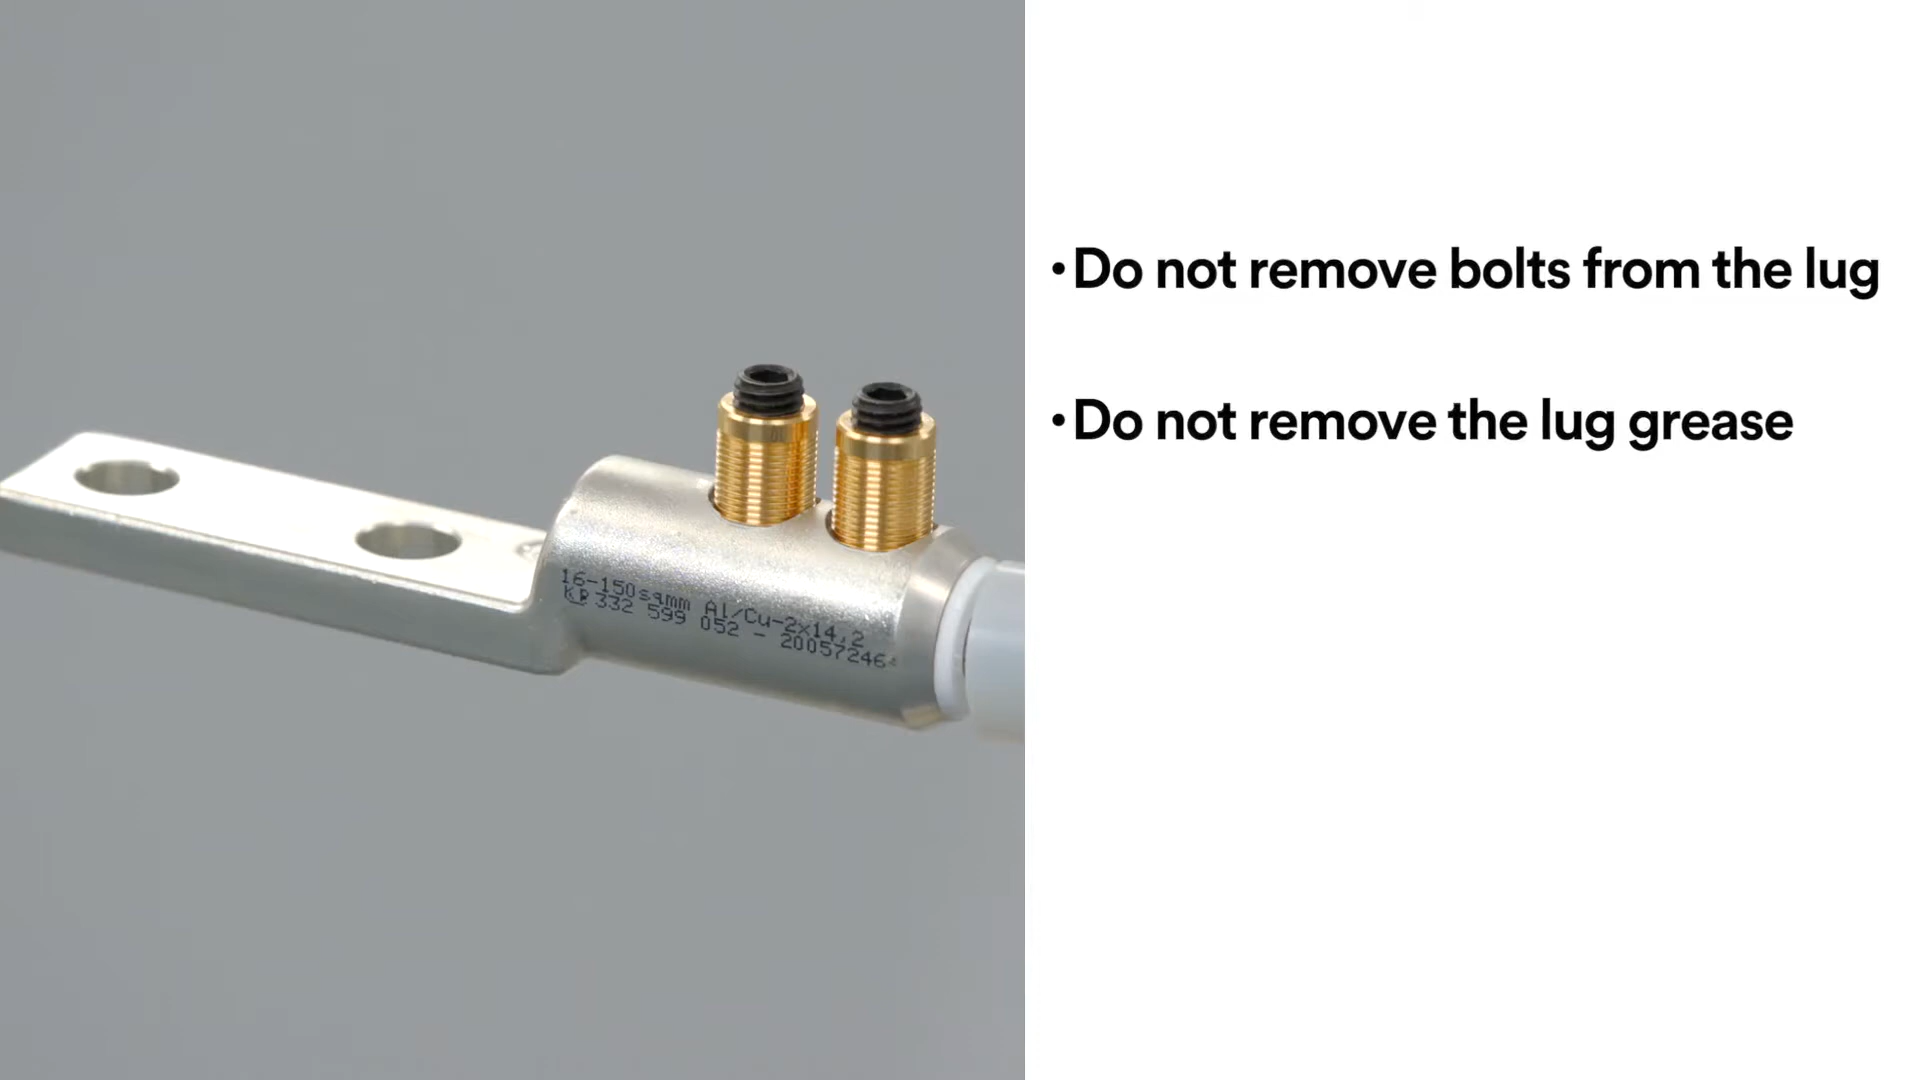 • Do not remove bolts from the lug
• Do not remove the lug grease
16-150sqmm Al/Cu-2x14,2
332 599 052 - 20057246